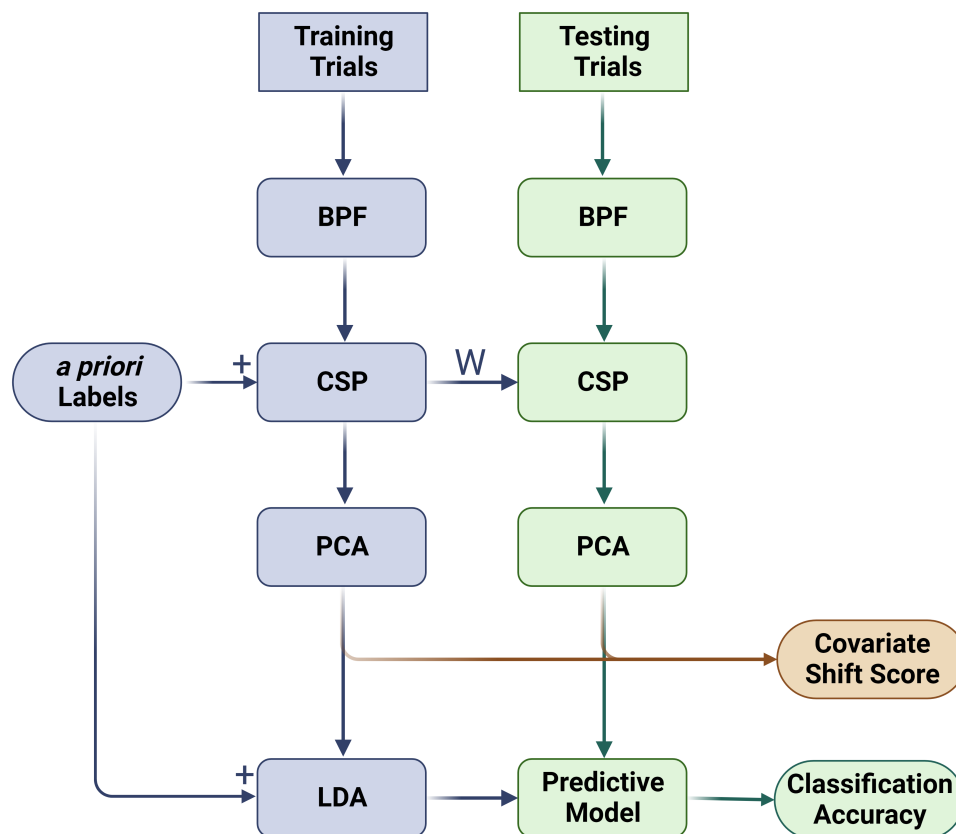 Training
Trials
Testing
Trials
BPF
BPF
a priori
Labels
+
CSP
W
CSP
PCA
PCA
Covariate
Shift Score
+
LDA
Predictive
Model
Classification
Accuracy